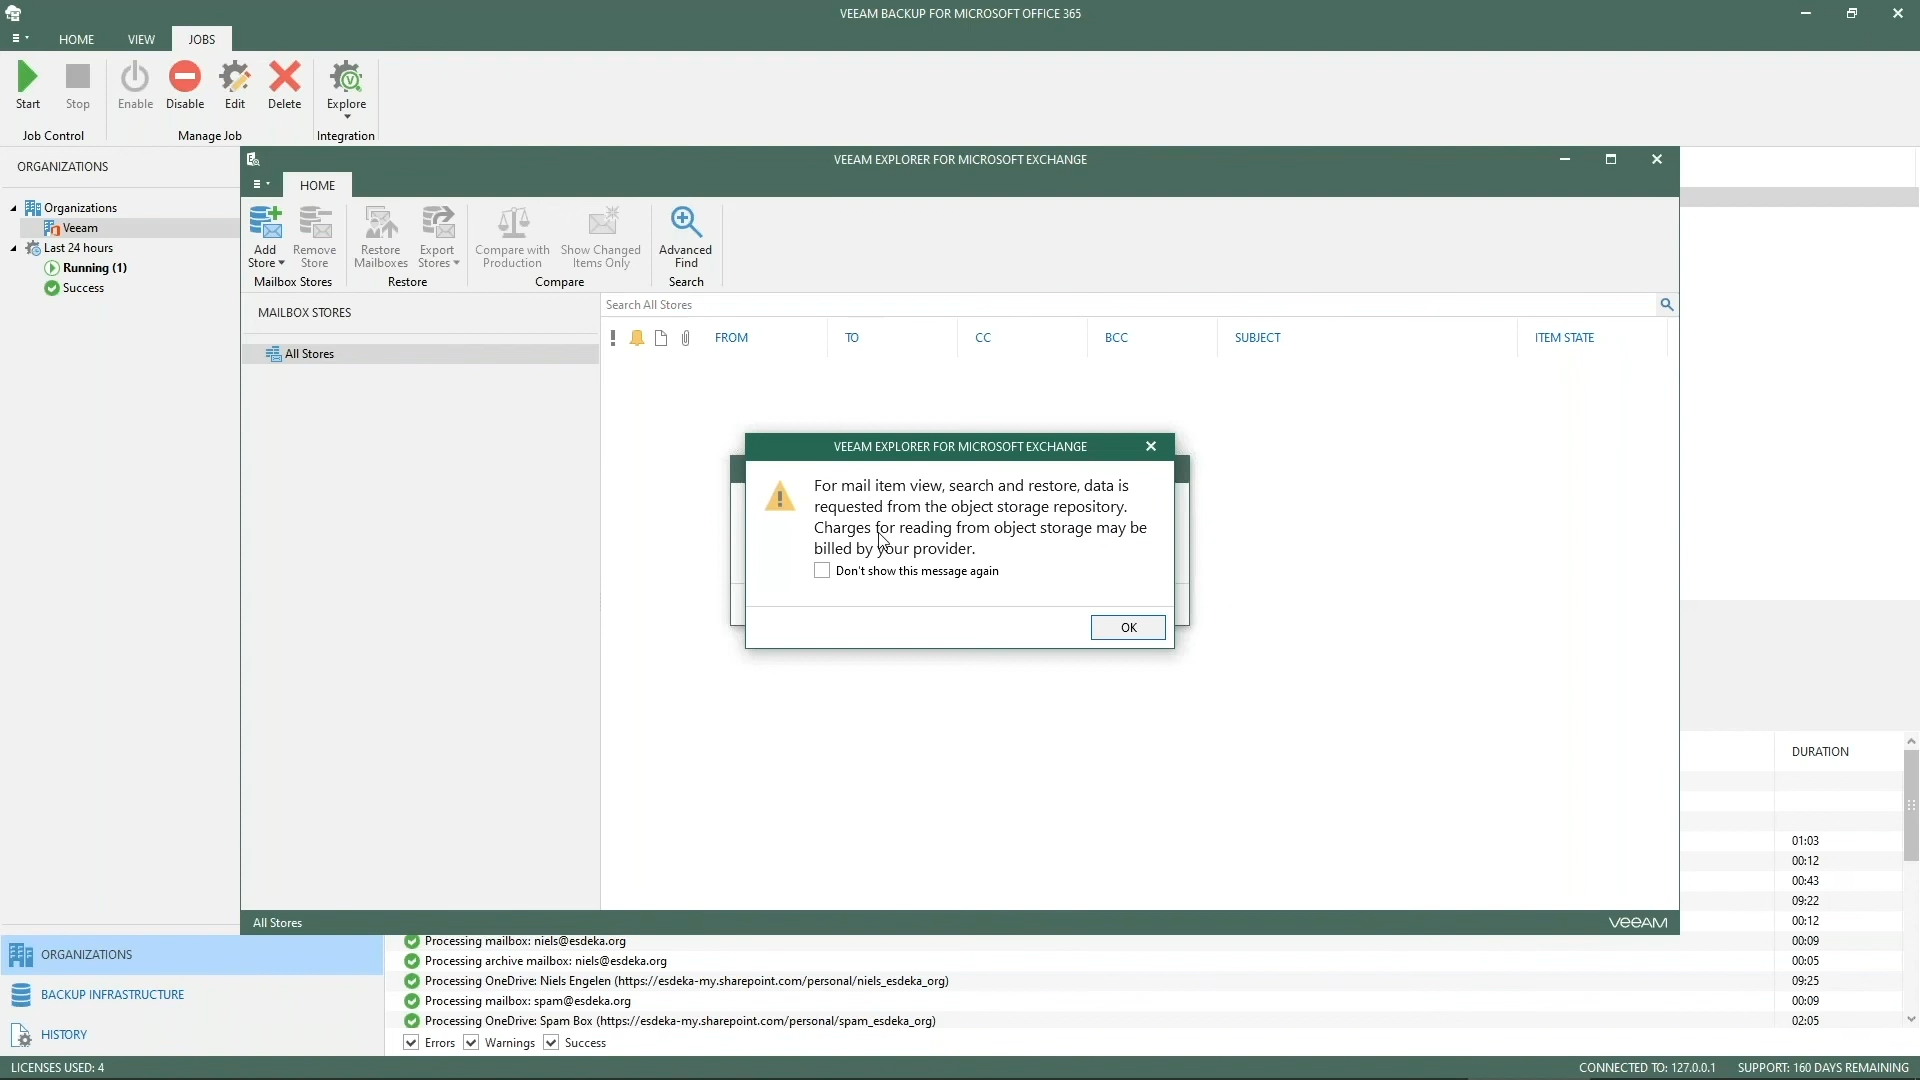 VEEAM BACKUP FOR MICROSOFT OFFICE 365
HOME
VIEW
JOBS
Start
Stop
Enable
Disable
Edit
Delete
Explore
Job Control
Manage Job
Integration
ORGANIZATIONS
Organizations
Veeam
Last 24 hours
Running (1)
Success
VEEAM EXPLORER FOR MICROSOFT EXCHANGE
HOME
Add
Store
Remove
Store
Restore
Mailboxes
Export
Stores
Compare with
Production
Show Changed
Items Only
Advanced
Find
Mailbox Stores
Restore
Compare
Search
MAILBOX STORES
All Stores
Search All Stores
FROM
TO
CC
BCC
SUBJECT
ITEM STATE
VEEAM EXPLORER FOR MICROSOFT EXCHANGE
For mail item view, search and restore, data is
requested from the object storage repository.
Charges for reading from object storage may be
billed by your provider.
Don't show this message again
OK
DURATION
01:03
00:12
00:43
09:22
00:12
All Stores
VEEAM
ORGANIZATIONS
BACKUP INFRASTRUCTURE
HISTORY
Processing mailbox: niels@esdeka.org 00:09
Processing archive mailbox: niels@esdeka.org 00:05
Processing OneDrive: Niels Engelen (https://esdeka-my.sharepoint.com/personal/niels_esdeka_org) 09:25
Processing mailbox: spam@esdeka.org 00:09
Processing OneDrive: Spam Box (https://esdeka-my.sharepoint.com/personal/spam_esdeka_org) 02:05
Errors
Warnings
Success
LICENSES USED: 4
CONNECTED TO: 127.0.0.1
SUPPORT: 160 DAYS REMAINING